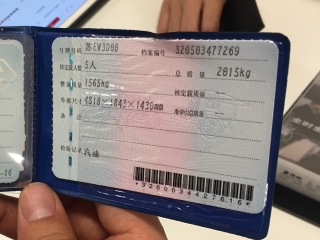 号牌号码 苏EW3D00 档案编号 320503477269
核定载人数 5人 总质量 2015kg
整备质量 1565kg 核定载质量 --
外廓尺寸 4818×1843×1439mm 准牵引总质量 --
备注
检验记录 汽油
*3260034427616*
-16